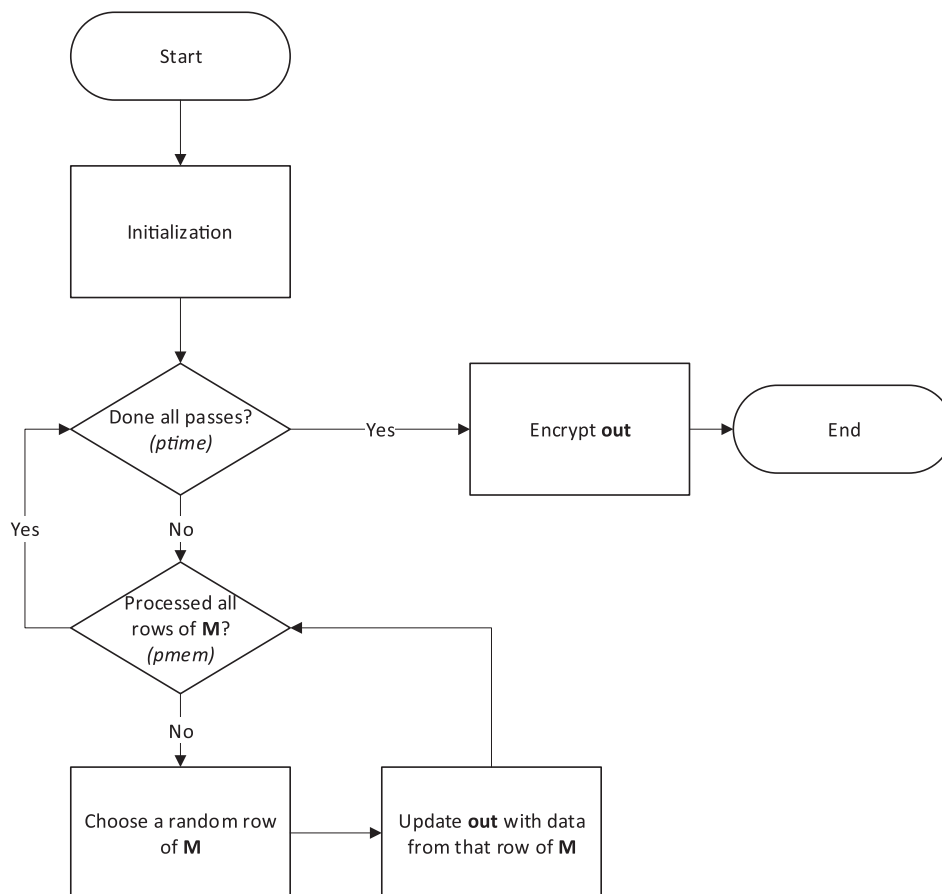 Start
Initialization
Done all passes?
(ptime)
Yes
Encrypt out
End
No
Yes
Processed all
rows of M?
(pmem)
No
Choose a random row
of M
Update out with data
from that row of M